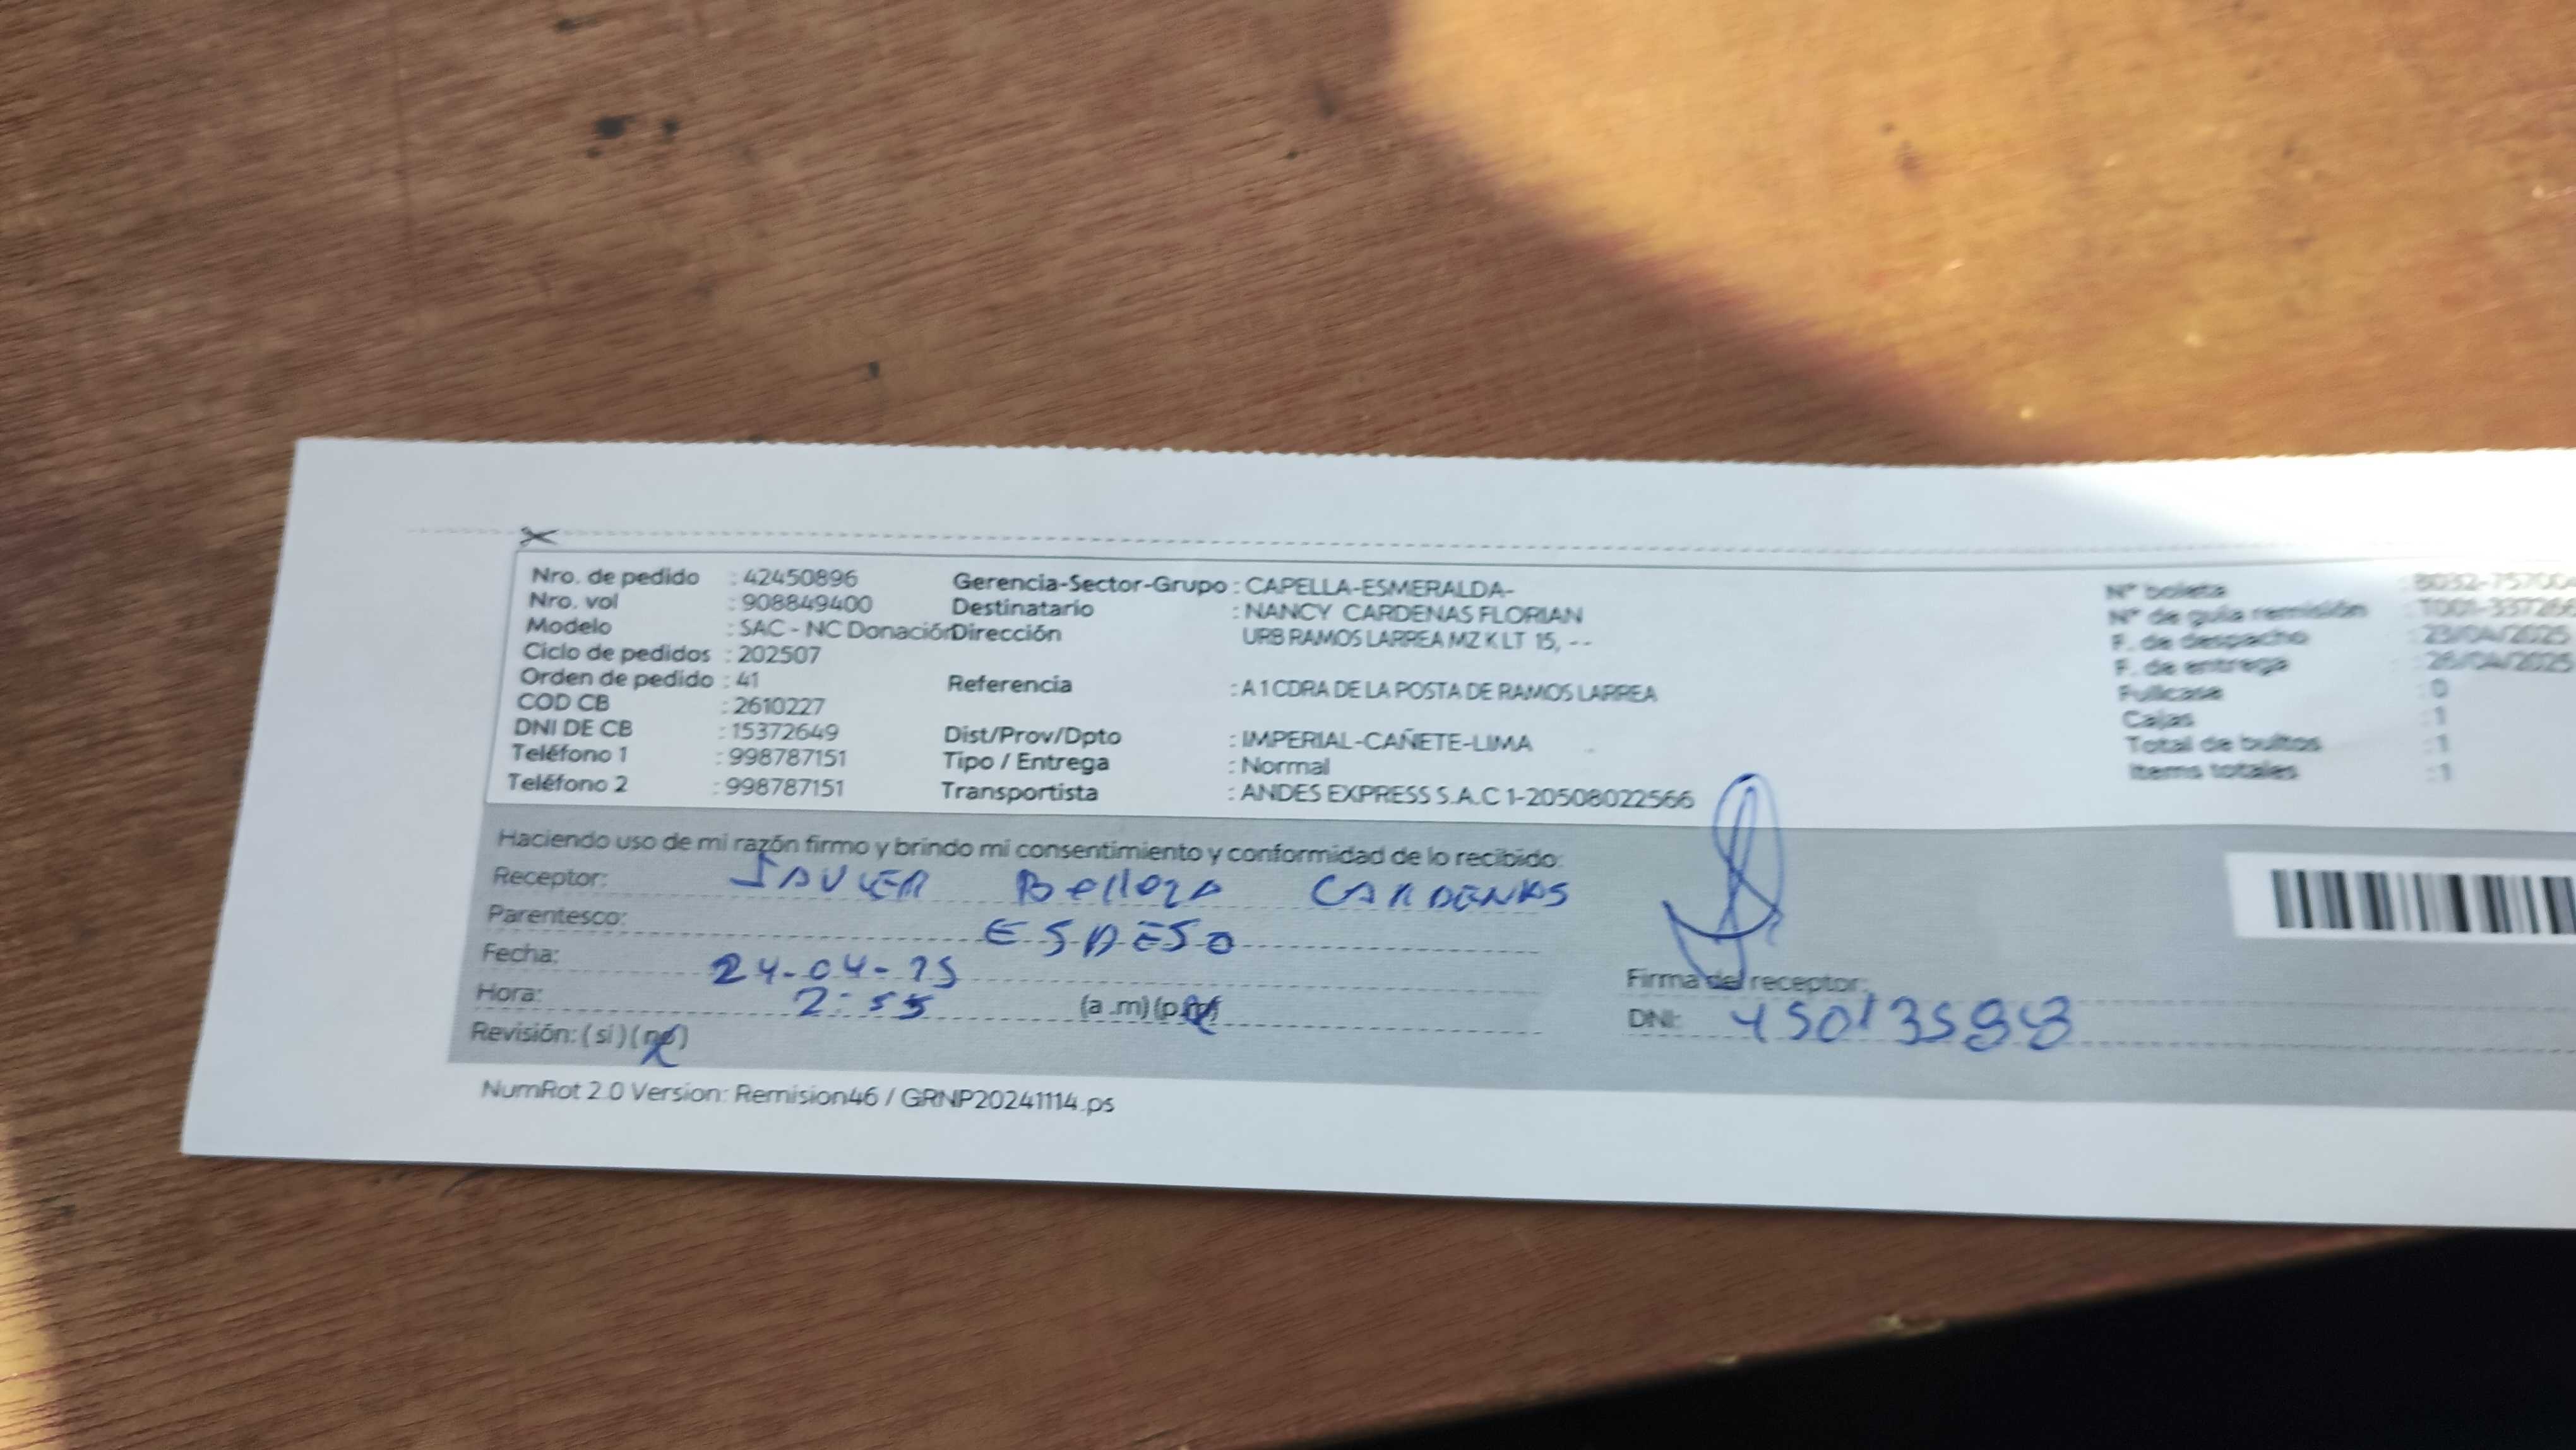 Nro. de pedido : 42450896
Nro. vol : 908849400
Modelo : SAC - NC Donación
Ciclo de pedidos : 202507
Orden de pedido : 41
COD CB : 2610227
DNI DE CB : 15372649
Teléfono 1 : 998787151
Teléfono 2 : 998787151
Gerencia-Sector-Grupo : CAPELLA-ESMERALDA-
Destinatario : NANCY CARDENAS FLORIAN
Dirección URB RAMOS LARREA MZ K LT 15, - -
Referencia : A 1 CDRA DE LA POSTA DE RAMOS LARREA
Dist/Prov/Dpto : IMPERIAL-CAÑETE-LIMA
Tipo / Entrega : Normal
Transportista : ANDES EXPRESS S.A.C 1-20508022566
N° boleta
N° de guía remisión
F. de despacho : 23/04/2025
F. de entrega : 26/04/2025
Fullcase : 0
Cajas : 1
Total de bultos : 1
Items totales : 1
Haciendo uso de mi razón firmo y brindo mi consentimiento y conformidad de lo recibido:
Receptor: JAVIER Belleza CARDENAS
Parentesco:
Fecha: 24-04-25
Hora: 2:55 (a .m) (p.m)
Revisión: ( si ) ( no )
Firma del receptor:
DNI: 45013598
NumRot 2.0 Version: Remision46 / GRNP20241114.ps